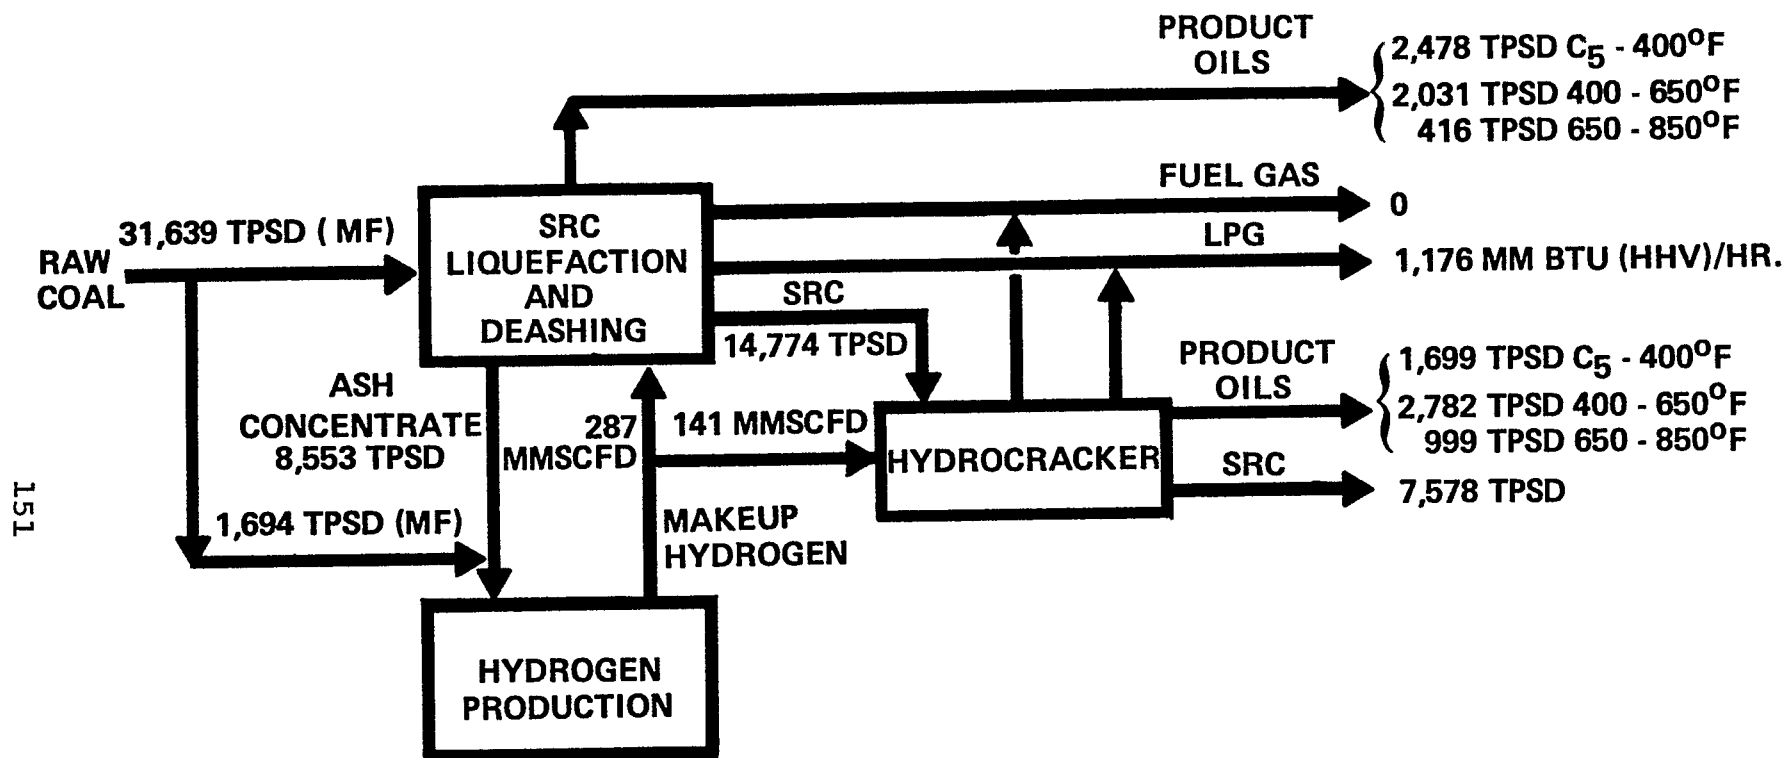 PRODUCT
OILS
2,478 TPSD C5 - 400°F
2,031 TPSD 400 - 650°F
416 TPSD 650 - 850°F
FUEL GAS
0
LPG
1,176 MM BTU (HHV)/HR.
31,639 TPSD ( MF)
RAW
COAL
SRC
LIQUEFACTION
AND
DEASHING
SRC
14,774 TPSD
PRODUCT
OILS
1,699 TPSD C5 - 400°F
2,782 TPSD 400 - 650°F
999 TPSD 650 - 850°F
ASH
CONCENTRATE
8,553 TPSD
287
MMSCFD
141 MMSCFD
HYDROCRACKER
SRC
7,578 TPSD
1,694 TPSD (MF)
MAKEUP
HYDROGEN
HYDROGEN
PRODUCTION
151